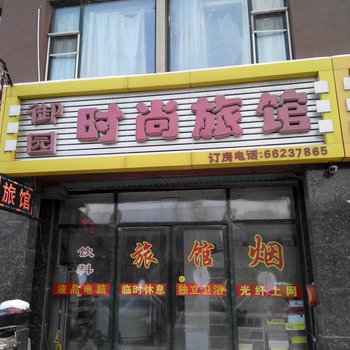 御园
时尚旅馆
订房电话:66237865
旅馆
饮料
旅馆烟
液晶电脑 临时休息 独立卫浴 光纤上网